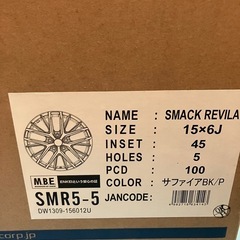 NAME : SMACK REVILA
SIZE : 15×6J
INSET : 45
HOLES : 5
PCD : 100
COLOR : サファイアBK/P
JANCODE:
MBE
SMR5-5
DW1309-156012U
corp.jp